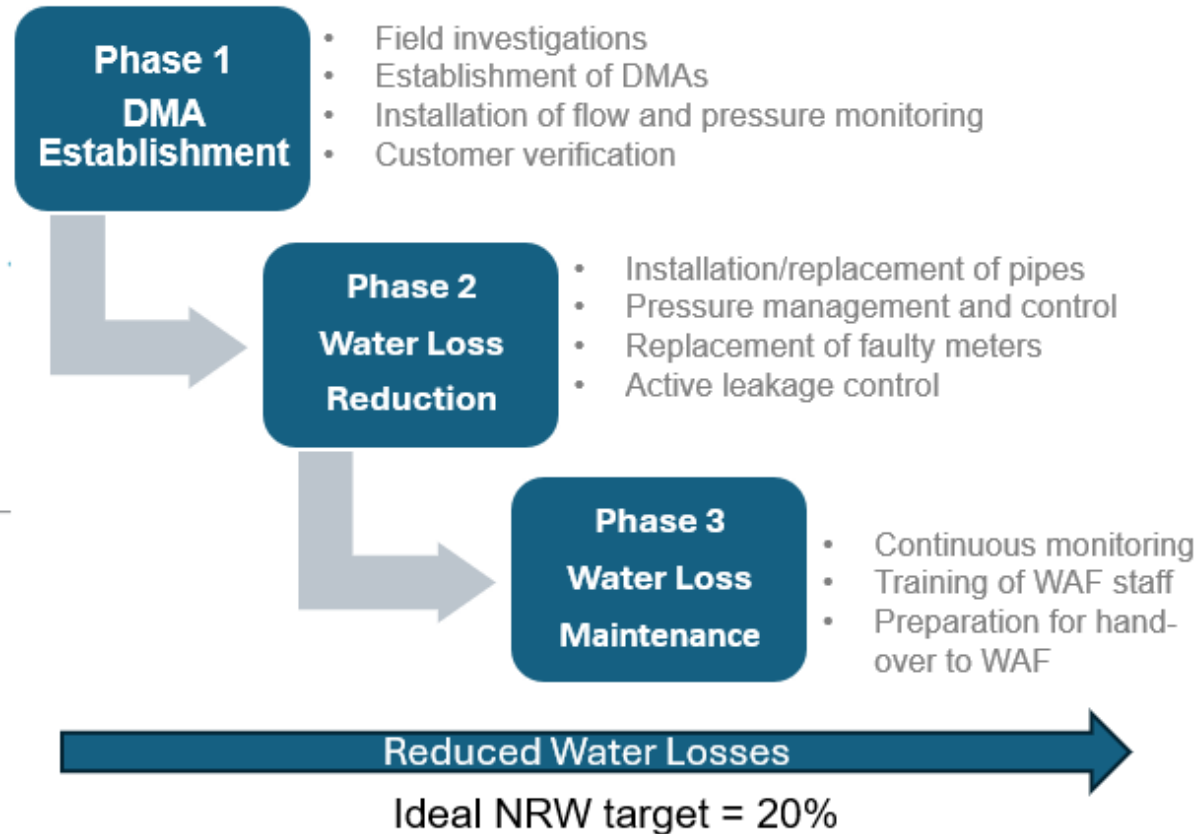 Phase 1
DMA
Establishment
• Field investigations
• Establishment of DMAs
• Installation of flow and pressure monitoring
• Customer verification
Phase 2
Water Loss
Reduction
• Installation/replacement of pipes
• Pressure management and control
• Replacement of faulty meters
• Active leakage control
Phase 3
Water Loss
Maintenance
• Continuous monitoring
• Training of WAF staff
• Preparation for hand-
over to WAF
Reduced Water Losses
Ideal NRW target = 20%